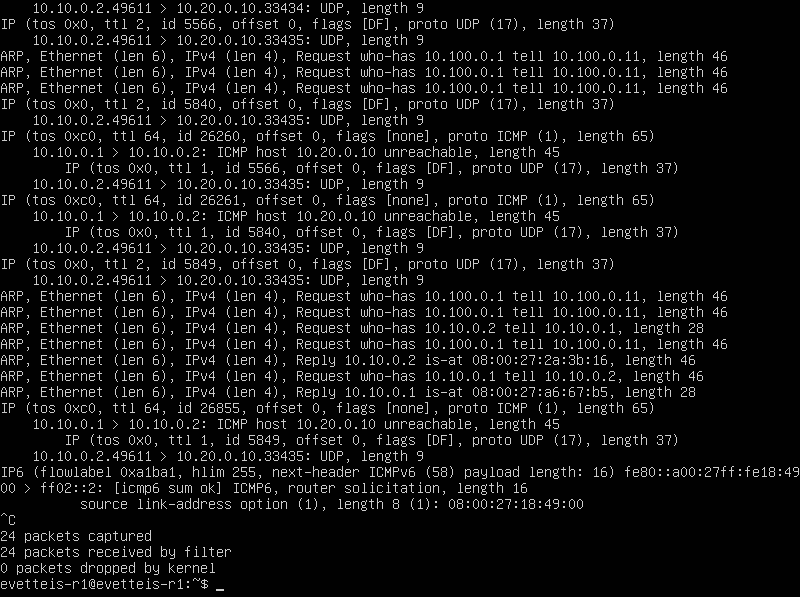 10.10.0.2.49611 > 10.20.0.10.33434: UDP, length 9
IP (tos 0x0, ttl 2, id 5566, offset 0, flags [DF], proto UDP (17), length 37)
10.10.0.2.49611 > 10.20.0.10.33435: UDP, length 9
ARP, Ethernet (len 6), IPv4 (len 4), Request who-has 10.100.0.1 tell 10.100.0.11, length 46
ARP, Ethernet (len 6), IPv4 (len 4), Request who-has 10.100.0.1 tell 10.100.0.11, length 46
ARP, Ethernet (len 6), IPv4 (len 4), Request who-has 10.100.0.1 tell 10.100.0.11, length 46
IP (tos 0x0, ttl 2, id 5840, offset 0, flags [DF], proto UDP (17), length 37)
10.10.0.2.49611 > 10.20.0.10.33435: UDP, length 9
IP (tos 0xc0, ttl 64, id 26260, offset 0, flags [none], proto ICMP (1), length 65)
10.10.0.1 > 10.10.0.2: ICMP host 10.20.0.10 unreachable, length 45
IP (tos 0x0, ttl 1, id 5566, offset 0, flags [DF], proto UDP (17), length 37)
10.10.0.2.49611 > 10.20.0.10.33435: UDP, length 9
IP (tos 0xc0, ttl 64, id 26261, offset 0, flags [none], proto ICMP (1), length 65)
10.10.0.1 > 10.10.0.2: ICMP host 10.20.0.10 unreachable, length 45
IP (tos 0x0, ttl 1, id 5840, offset 0, flags [DF], proto UDP (17), length 37)
10.10.0.2.49611 > 10.20.0.10.33435: UDP, length 9
IP (tos 0x0, ttl 2, id 5849, offset 0, flags [DF], proto UDP (17), length 37)
10.10.0.2.49611 > 10.20.0.10.33435: UDP, length 9
ARP, Ethernet (len 6), IPv4 (len 4), Request who-has 10.100.0.1 tell 10.100.0.11, length 46
ARP, Ethernet (len 6), IPv4 (len 4), Request who-has 10.100.0.1 tell 10.100.0.11, length 46
ARP, Ethernet (len 6), IPv4 (len 4), Request who-has 10.10.0.2 tell 10.10.0.1, length 28
ARP, Ethernet (len 6), IPv4 (len 4), Request who-has 10.100.0.1 tell 10.100.0.11, length 46
ARP, Ethernet (len 6), IPv4 (len 4), Reply 10.10.0.2 is-at 08:00:27:2a:3b:16, length 46
ARP, Ethernet (len 6), IPv4 (len 4), Request who-has 10.10.0.1 tell 10.10.0.2, length 46
ARP, Ethernet (len 6), IPv4 (len 4), Reply 10.10.0.1 is-at 08:00:27:a6:67:b5, length 28
IP (tos 0xc0, ttl 64, id 26855, offset 0, flags [none], proto ICMP (1), length 65)
10.10.0.1 > 10.10.0.2: ICMP host 10.20.0.10 unreachable, length 45
IP (tos 0x0, ttl 1, id 5849, offset 0, flags [DF], proto UDP (17), length 37)
10.10.0.2.49611 > 10.20.0.10.33435: UDP, length 9
IP6 (flowlabel 0xa1ba1, hlim 255, next-header ICMPv6 (58) payload length: 16) fe80::a00:27ff:fe18:49
00 > ff02::2: [icmp6 sum ok] ICMP6, router solicitation, length 16
source link-address option (1), length 8 (1): 08:00:27:18:49:00
^C
24 packets captured
24 packets received by filter
0 packets dropped by kernel
evetteis-r1@evetteis-r1:~$ _